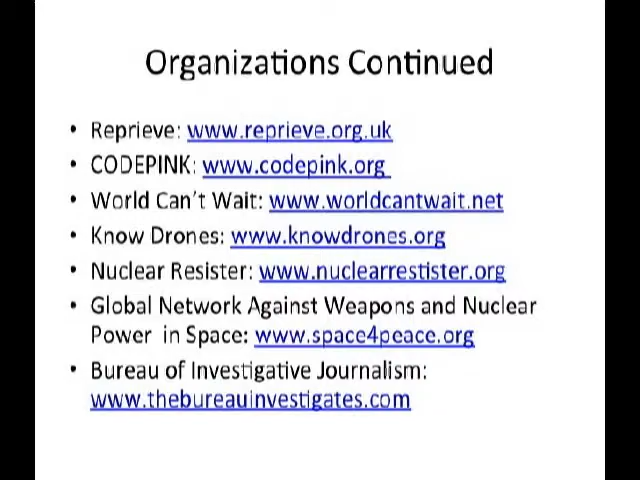 Organizations Continued
• Reprieve: www.reprieve.org.uk
• CODEPINK: www.codepink.org
• World Can't Wait: www.worldcantwait.net
• Know Drones: www.knowdrones.org
• Nuclear Resister: www.nuclearrestister.org
• Global Network Against Weapons and Nuclear
Power in Space: www.space4peace.org
• Bureau of Investigative Journalism:
www.thebureauinvestigates.com